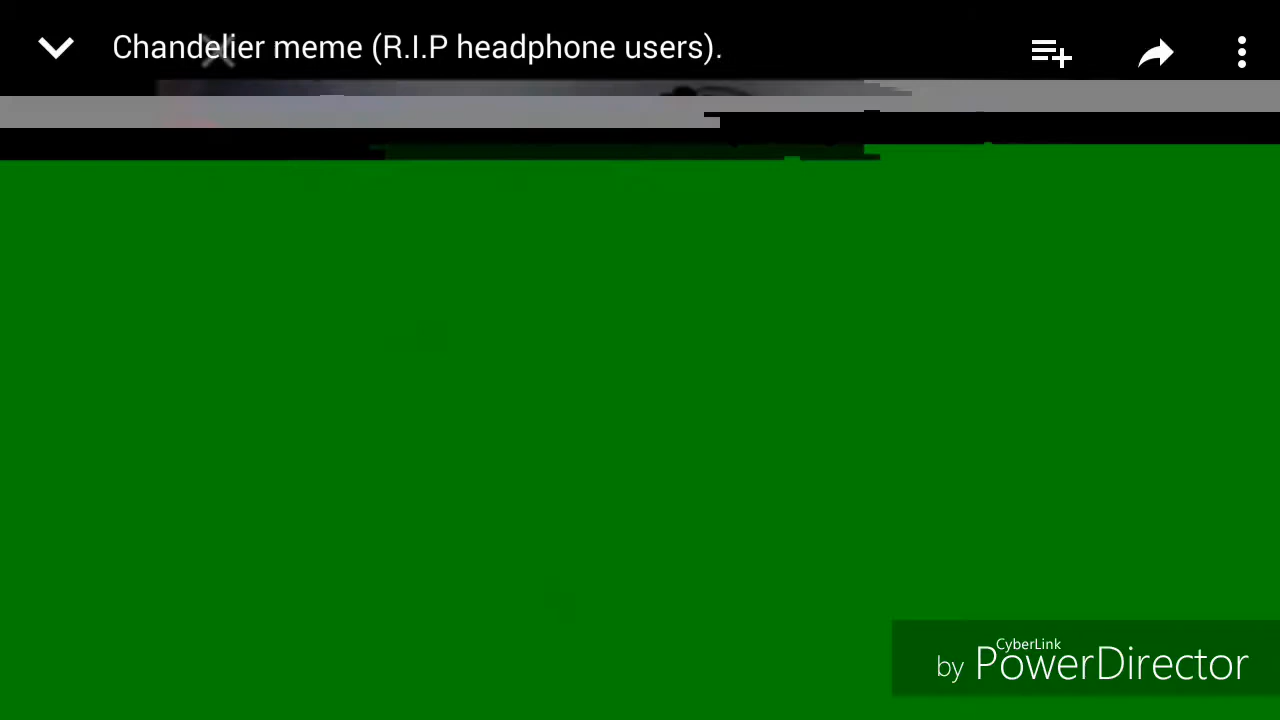 Chandelier meme (R.I.P headphone users).
CyberLink
by PowerDirector